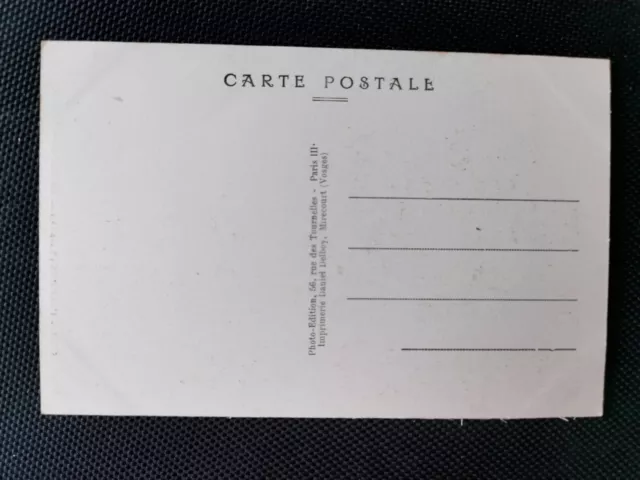 CARTE POSTALE
Photo-Edition, 56, rue des Tournelles - Paris III·
Imprimerie Daniel Delboy, Mirecourt (Vosges)